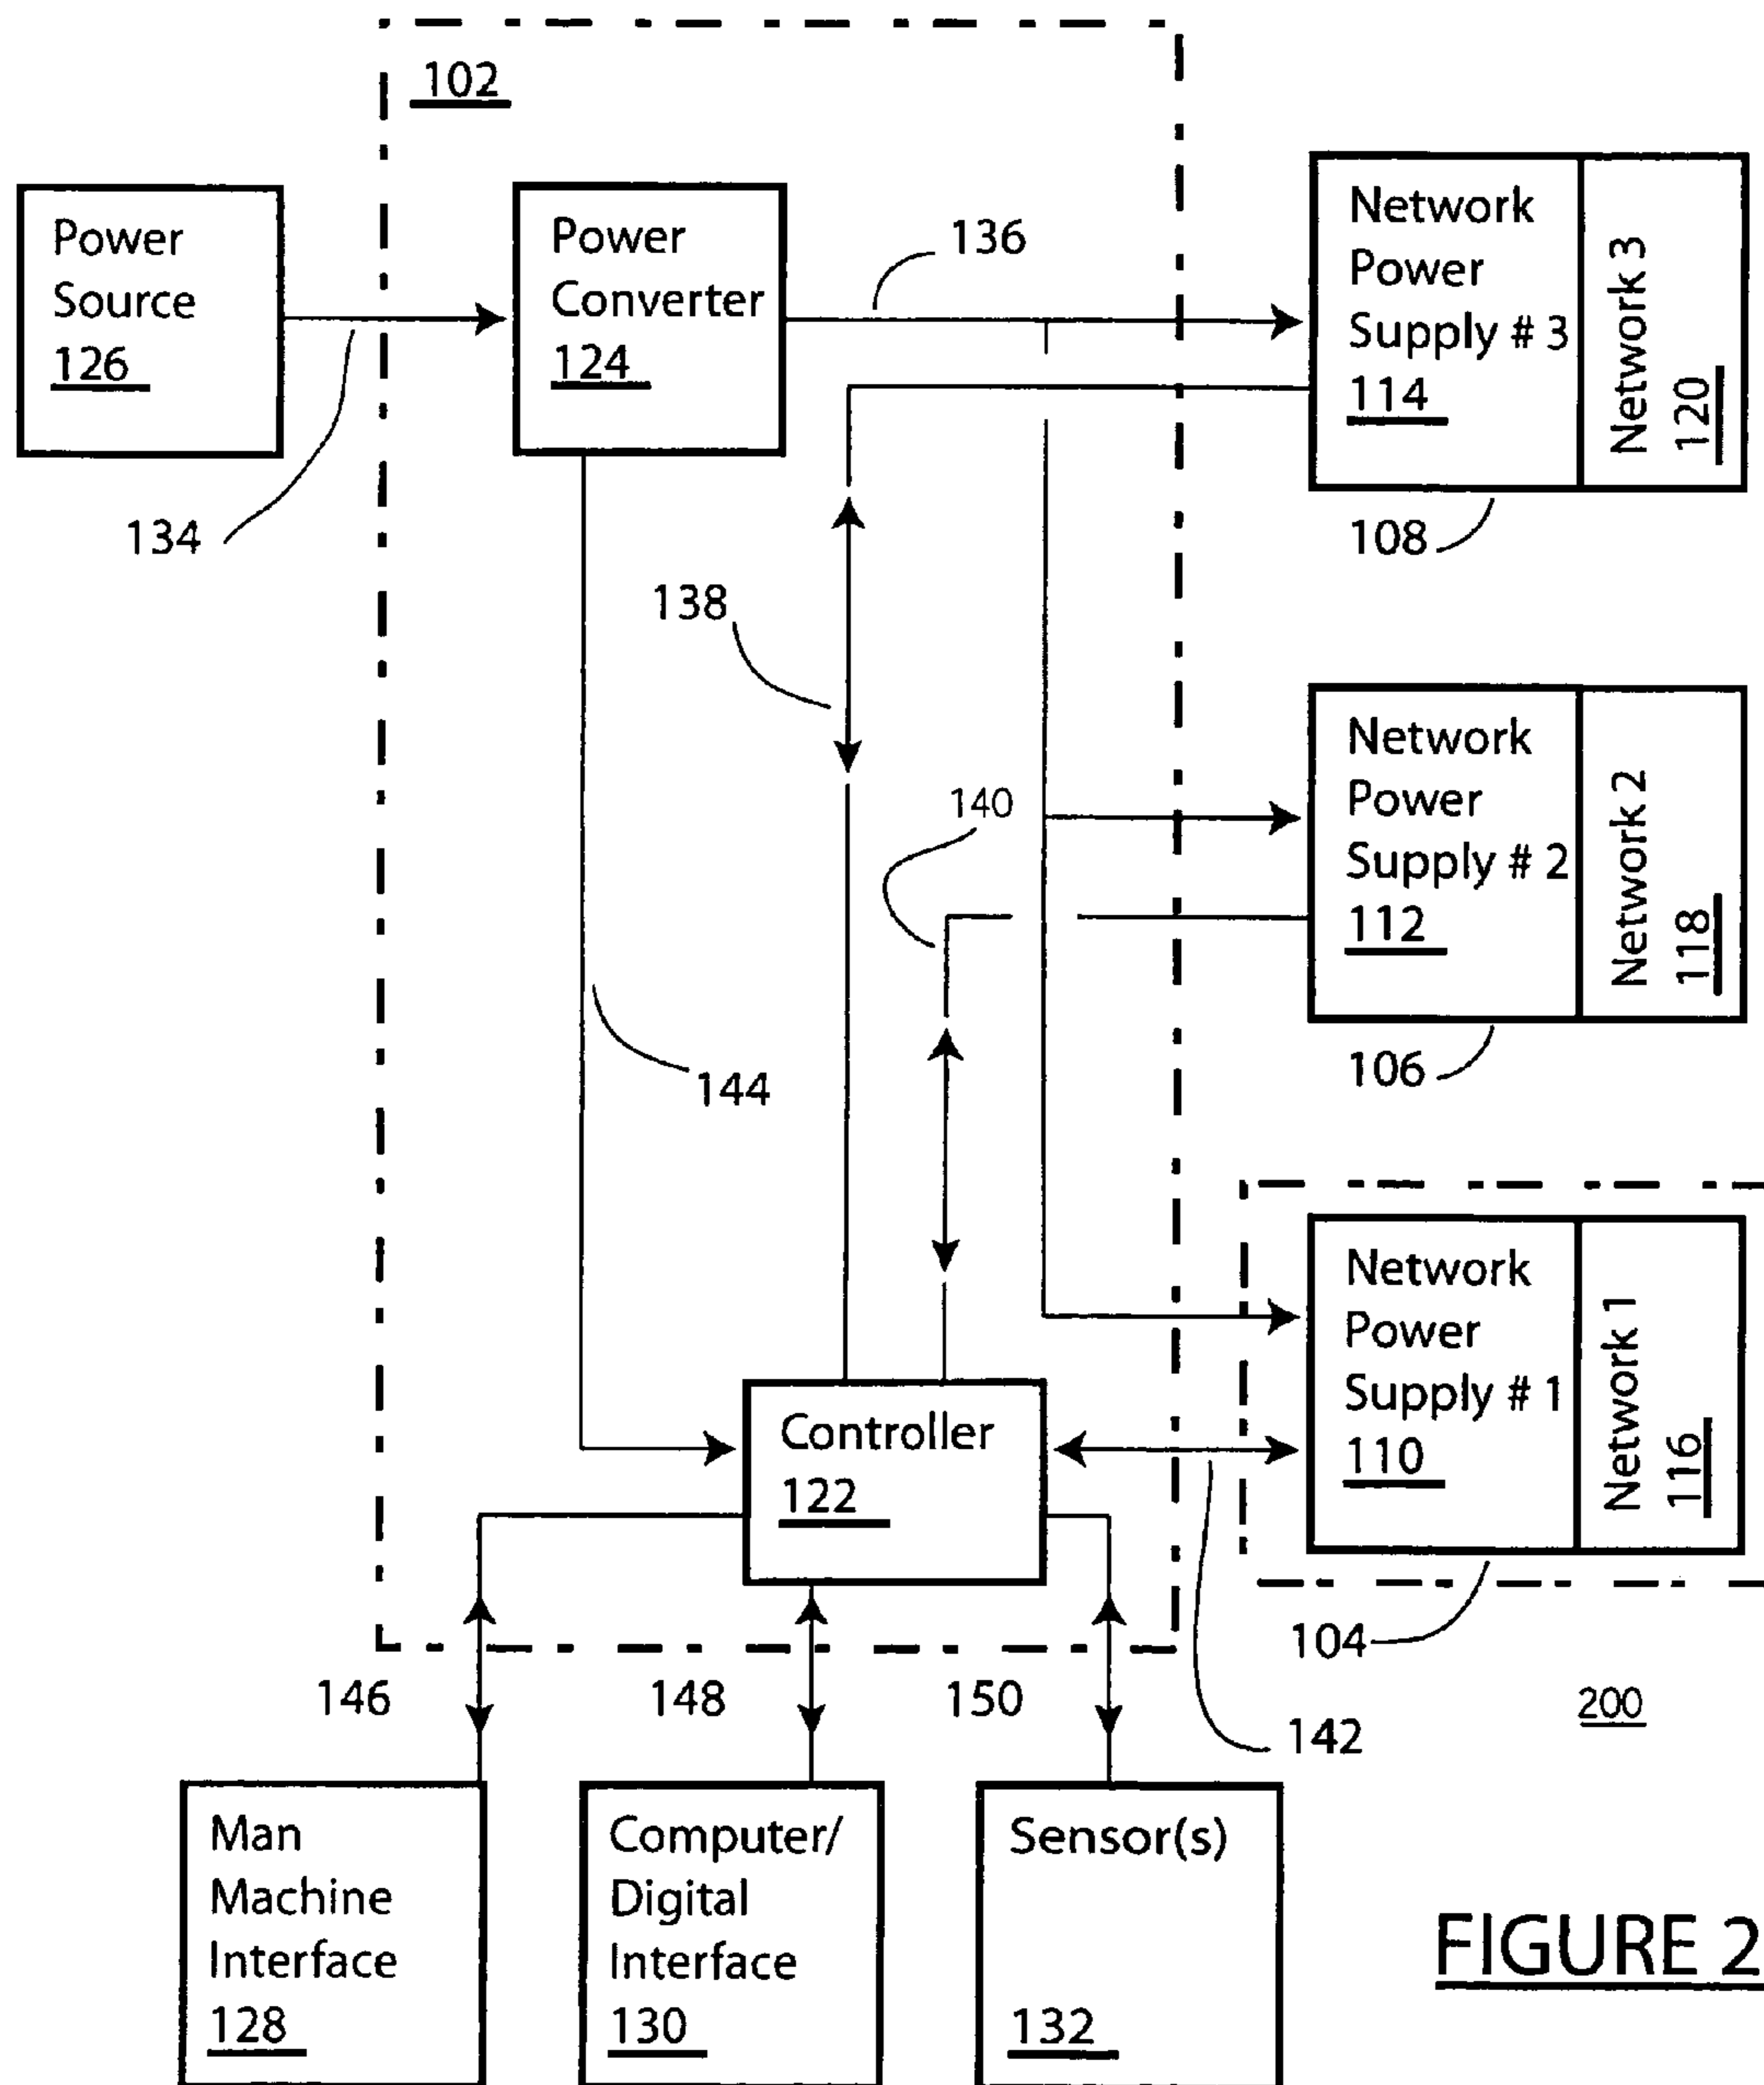 102
Power
Source
126
Power
Converter
124
136
Network
Power
Supply # 3
114
Network 3
120
134
108
138
Network
Power
Supply # 2
112
Network 2
118
140
106
144
Network
Power
Supply # 1
110
Network 1
116
Controller
122
104
146
148
150
142
200
Man
Machine
Interface
128
Computer/
Digital
Interface
130
Sensor(s)
132
FIGURE 2